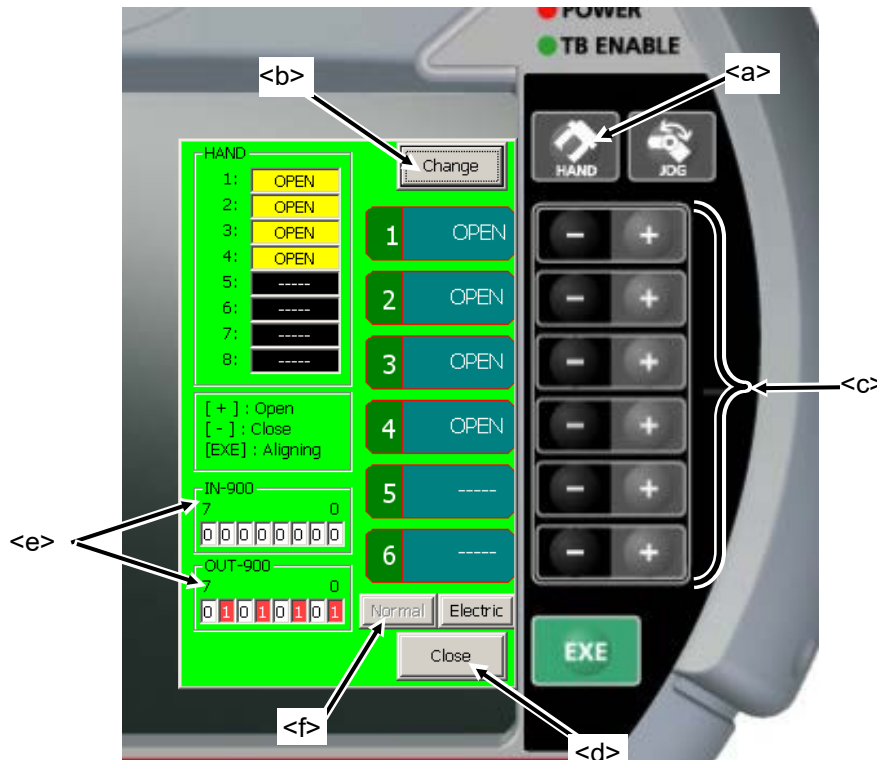 POWER
TB ENABLE
<b>
<a>
HAND
JOG
HAND
1: OPEN
2: OPEN
3: OPEN
4: OPEN
5: -----
6: -----
7: -----
8: -----
Change
1 OPEN
2 OPEN
3 OPEN
4 OPEN
5 -----
6 -----
- +
- +
- +
- +
- +
- +
<c>
[ + ] : Open
[ - ] : Close
[EXE] : Aligning
IN-900
7 0
0 0 0 0 0 0 0 0
<e>
OUT-900
7 0
0 1 0 1 0 1 0 1
Normal Electric
Close
EXE
<f>
<d>